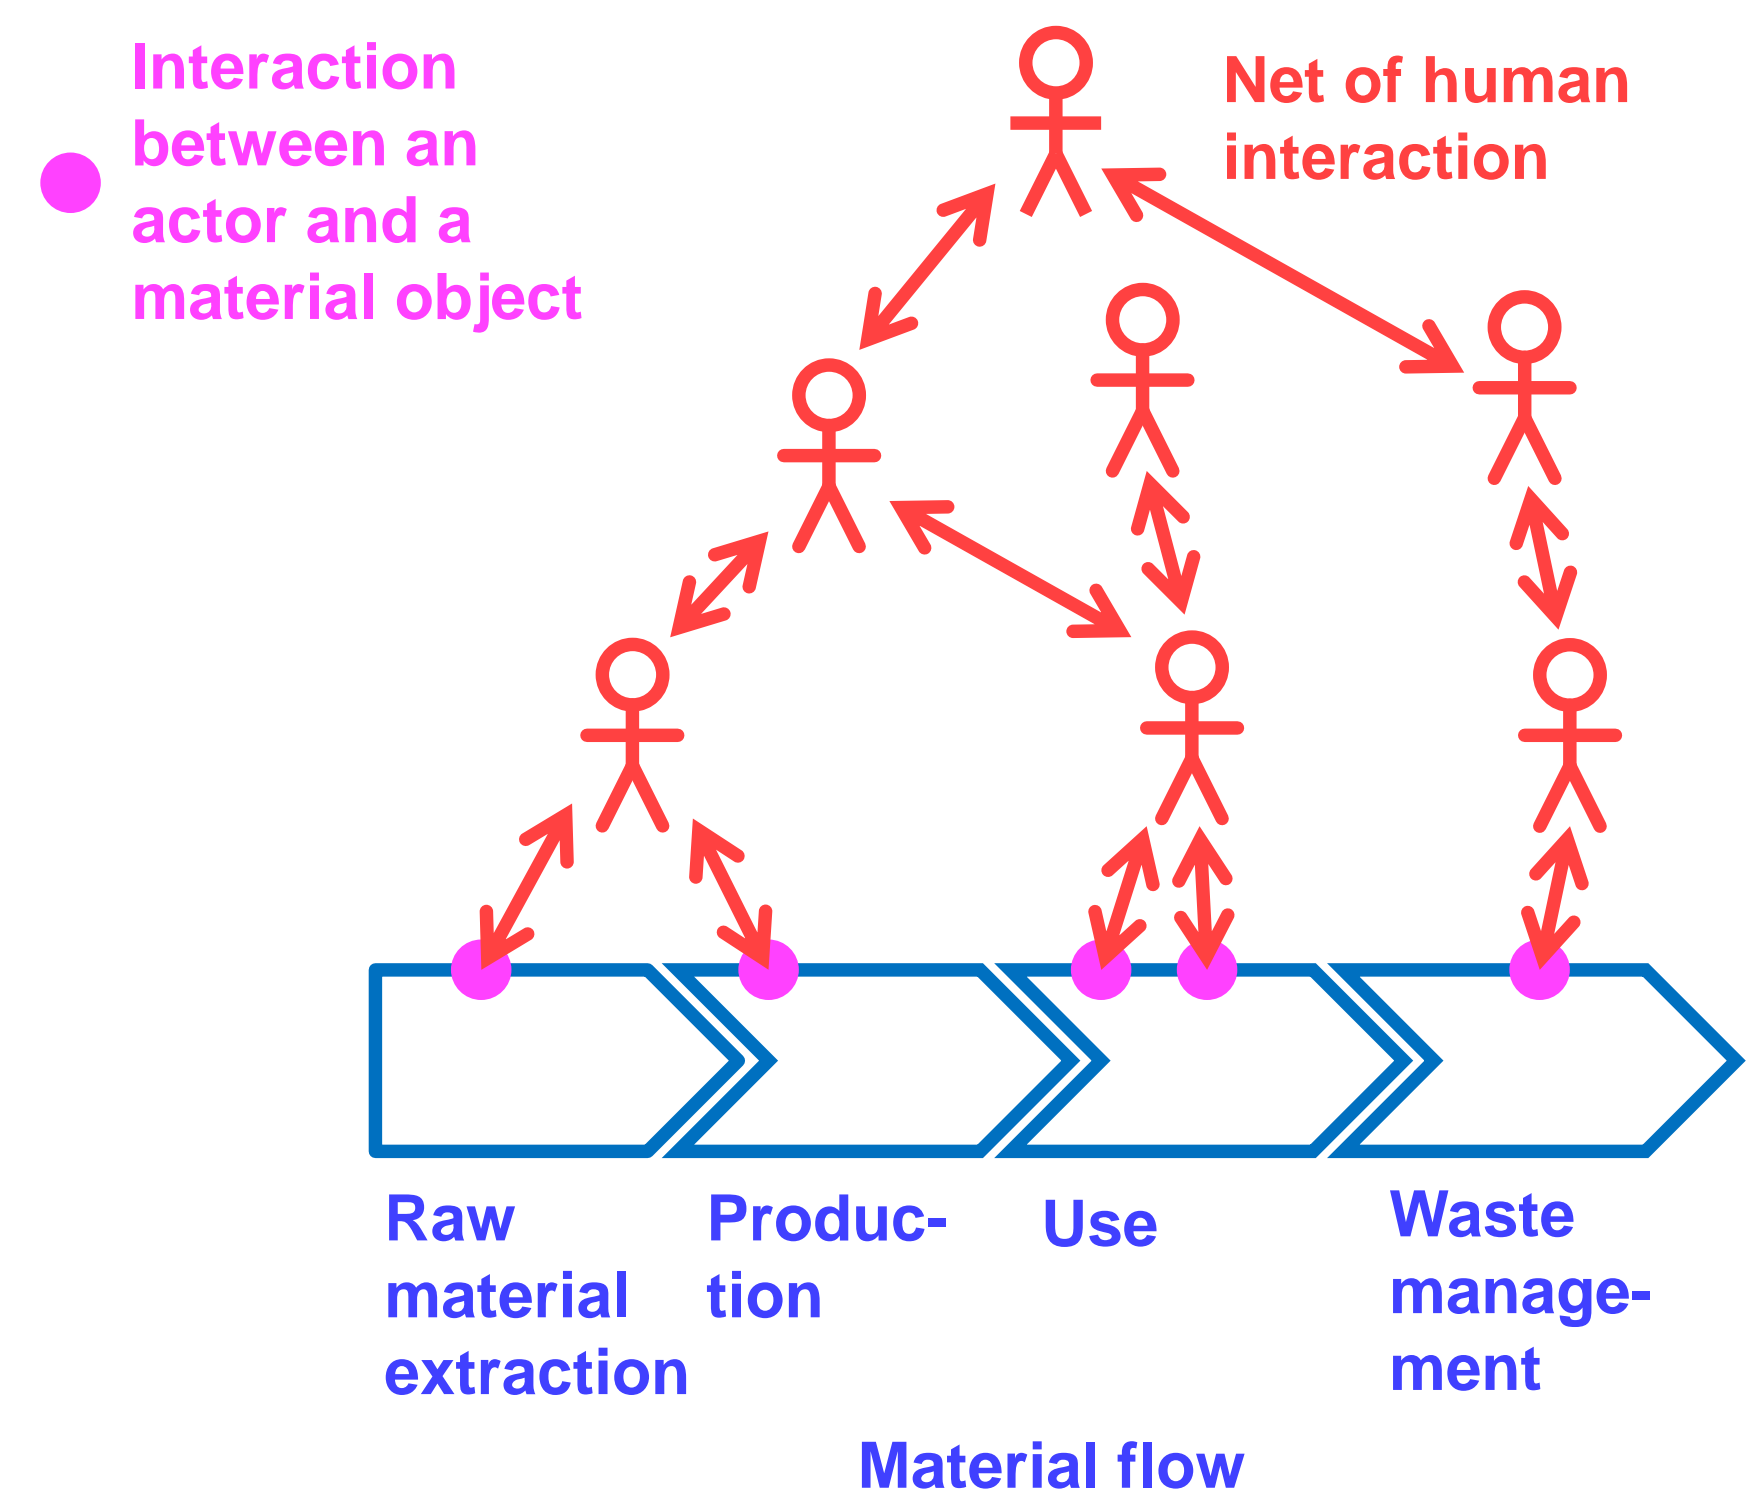 Interaction
between an
actor and a
material object
Net of human
interaction
Raw
material
extraction
Produc-
tion
Use
Waste
manage-
ment
Material flow